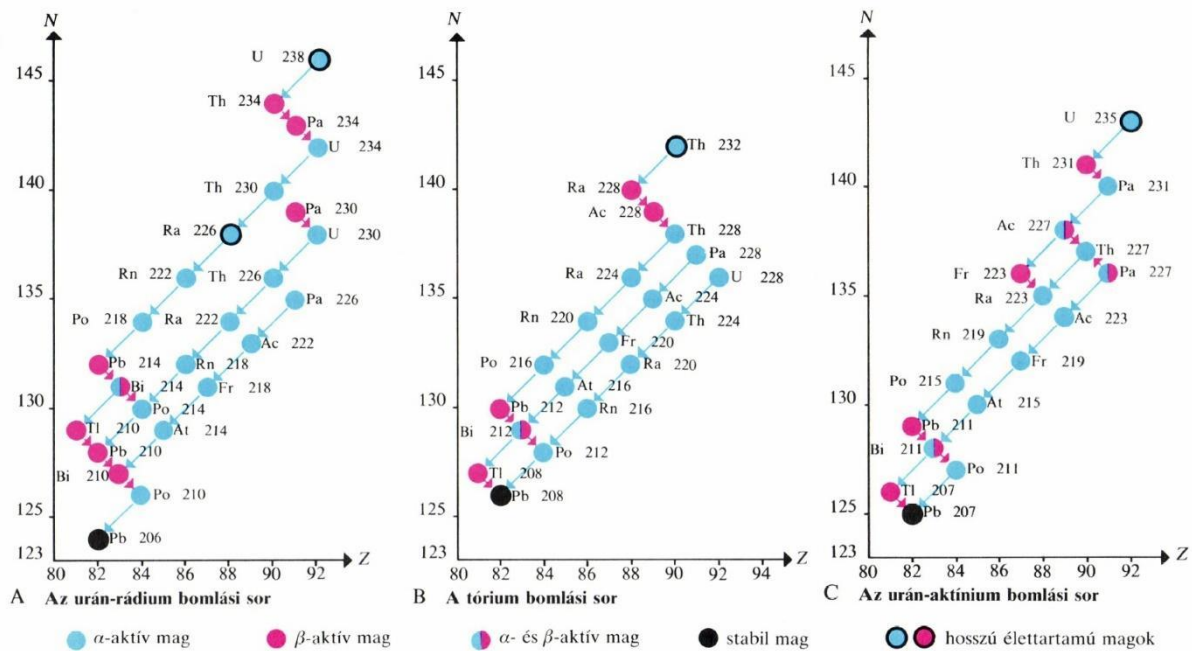 N
U 238
145
Th 234
Pa 234
U 234
140
Th 230
Pa 230
Ra 226
U 230
Rn 222
Th 226
135
Pa 226
Po 218
Ra 222
Ac 222
Pb 214
Rn 218
Bi 214
Fr 218
130
Po 214
Tl 210
At 214
Pb 210
Bi 210
Po 210
125
Pb 206
123
80 82 84 86 88 90 92
Z
A Az urán-rádium bomlási sor
N
145
Th 232
140
Ra 228
Ac 228
Th 228
Pa 228
Ra 224
U 228
135
Ac 224
Rn 220
Th 224
Fr 220
Po 216
Ra 220
At 216
130
Pb 212
Rn 216
Bi 212
Po 212
Tl 208
Pb 208
125
123
80 82 84 86 88 90 92 94
Z
B A tórium bomlási sor
N
145
U 235
Th 231
140
Pa 231
Ac 227
Th 227
Fr 223
Pa 227
135
Ra 223
Ac 223
Rn 219
Fr 219
Po 215
130
At 215
Pb 211
Bi 211
Po 211
Tl 207
125
Pb 207
123
80 82 84 86 88 90 92
Z
C Az urán-aktínium bomlási sor
α-aktív mag
β-aktív mag
α- és β-aktív mag
stabil mag
hosszú élettartamú magok